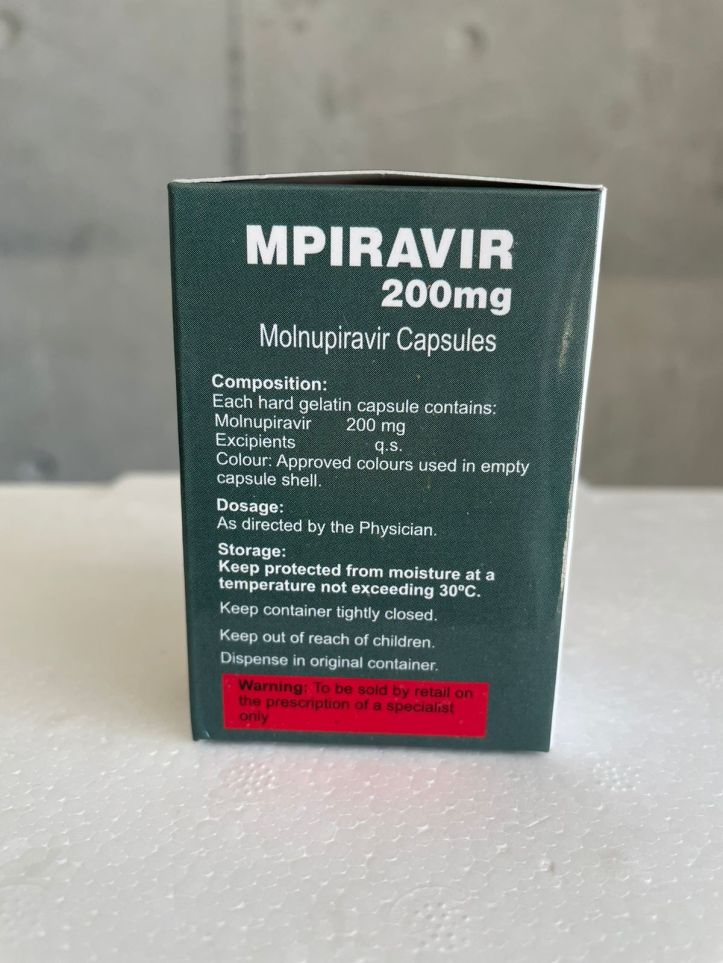 MPIRAVIR
200mg
Molnupiravir Capsules
Composition:
Each hard gelatin capsule contains:
Molnupiravir 200 mg
Excipients q.s.
Colour: Approved colours used in empty
capsule shell.
Dosage:
As directed by the Physician.
Storage:
Keep protected from moisture at a
temperature not exceeding 30ºC.
Keep container tightly closed.
Keep out of reach of children.
Dispense in original container.
Warning: To be sold by retail on
the prescription of a specialist
only